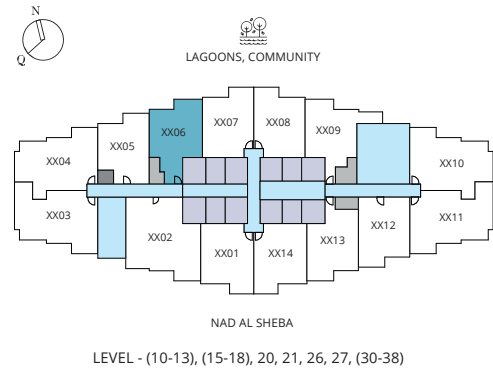 N
Q
LAGOONS, COMMUNITY
XX07 XX08
XX06 XX09
XX05
XX04 XX10
XX03 XX11
XX02 XX12
XX13
XX01 XX14
NAD AL SHEBA
LEVEL - (10-13), (15-18), 20, 21, 26, 27, (30-38)